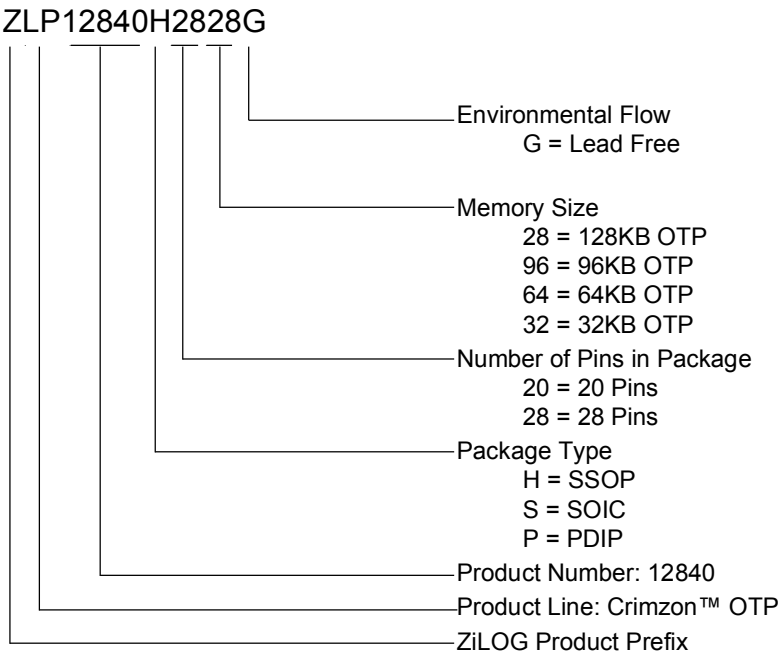 ZLP12840H2828G
Environmental Flow
G = Lead Free
Memory Size
28 = 128KB OTP
96 = 96KB OTP
64 = 64KB OTP
32 = 32KB OTP
Number of Pins in Package
20 = 20 Pins
28 = 28 Pins
Package Type
H = SSOP
S = SOIC
P = PDIP
Product Number: 12840
Product Line: Crimzon™ OTP
ZiLOG Product Prefix